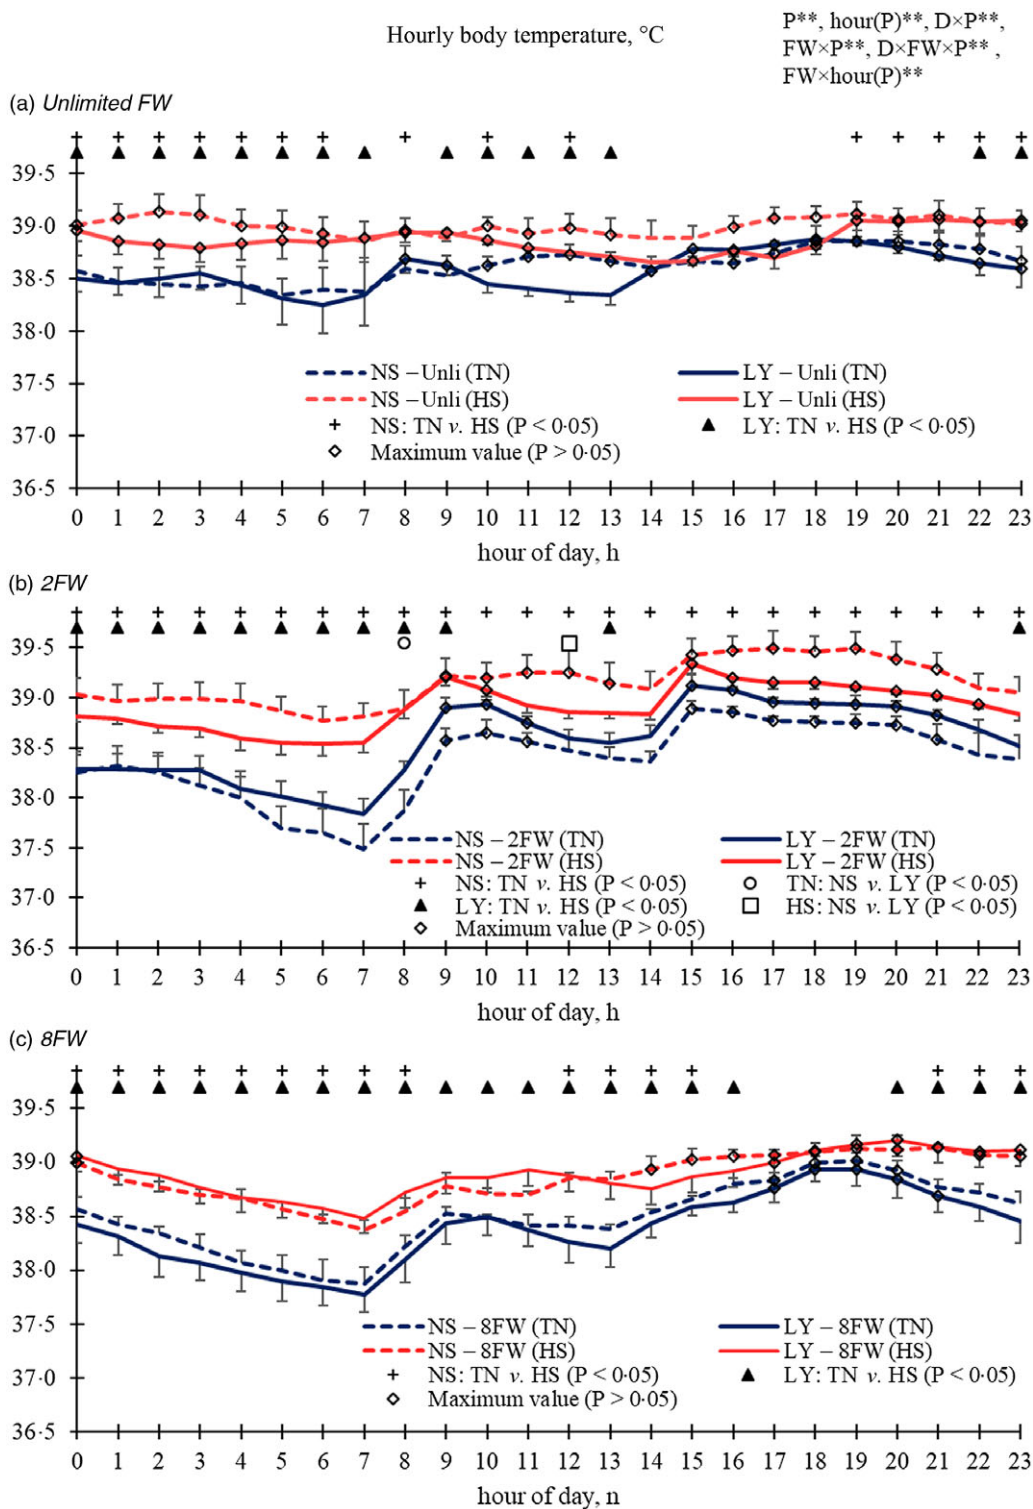 Hourly body temperature, °C
P**, hour(P)**, D×P**,
FW×P**, D×FW×P** ,
FW×hour(P)**
(a) Unlimited FW
39·5
39·0
38·5
38·0
37·5
37·0
36·5
NS – Unli (TN)
LY – Unli (TN)
NS – Unli (HS)
LY – Unli (HS)
NS: TN v. HS (P < 0·05)
LY: TN v. HS (P < 0·05)
Maximum value (P > 0·05)
0 1 2 3 4 5 6 7 8 9 10 11 12 13 14 15 16 17 18 19 20 21 22 23
hour of day, h
(b) 2FW
39·5
39·0
38·5
38·0
37·5
37·0
36·5
NS – 2FW (TN)
LY – 2FW (TN)
NS – 2FW (HS)
LY – 2FW (HS)
NS: TN v. HS (P < 0·05)
TN: NS v. LY (P < 0·05)
LY: TN v. HS (P < 0·05)
HS: NS v. LY (P < 0·05)
Maximum value (P > 0·05)
0 1 2 3 4 5 6 7 8 9 10 11 12 13 14 15 16 17 18 19 20 21 22 23
hour of day, h
(c) 8FW
39·5
39·0
38·5
38·0
37·5
37·0
36·5
NS – 8FW (TN)
LY – 8FW (TN)
NS – 8FW (HS)
LY – 8FW (HS)
NS: TN v. HS (P < 0·05)
LY: TN v. HS (P < 0·05)
Maximum value (P > 0·05)
0 1 2 3 4 5 6 7 8 9 10 11 12 13 14 15 16 17 18 19 20 21 22 23
hour of day, n